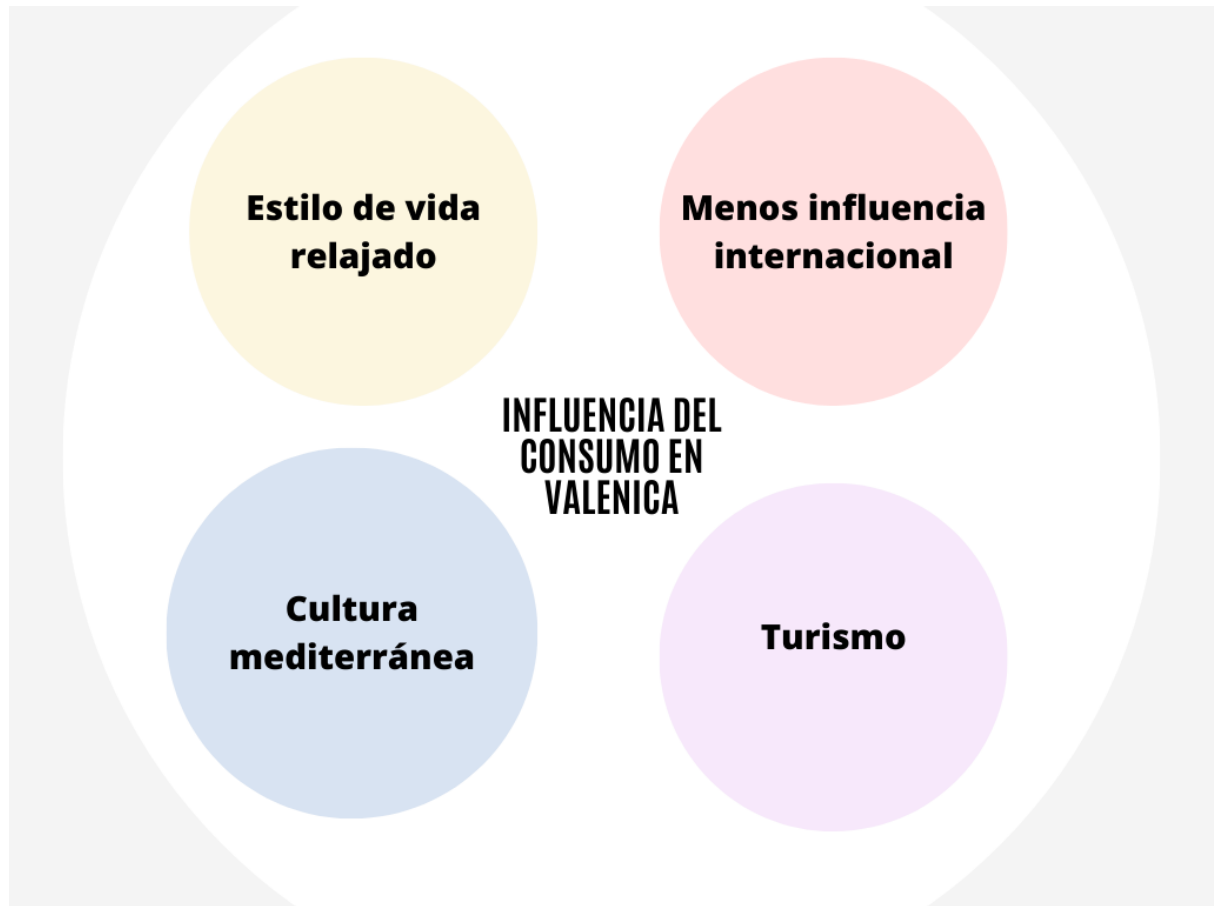 Estilo de vida
relajado
Menos influencia
internacional
INFLUENCIA DEL
CONSUMO EN
VALENICA
Cultura
mediterránea
Turismo